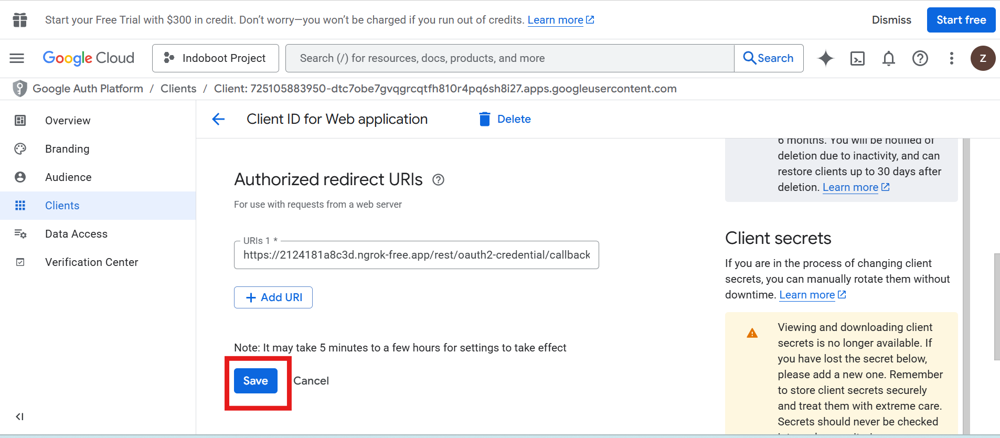 Start your Free Trial with $300 in credit. Don’t worry—you won’t be charged if you run out of credits. Learn more
Dismiss
Start free
Google Cloud
Indoboot Project
Search (/) for resources, docs, products, and more
Search
Z
Google Auth Platform / Clients / Client: 725105883950-dtc7obe7gvqgrcqtfh810r4pq6sh8i27.apps.googleusercontent.com
Overview
Branding
Audience
Clients
Data Access
Verification Center
Client ID for Web application
Delete
Authorized redirect URIs
For use with requests from a web server
URIs 1 *
https://2124181a8c3d.ngrok-free.app/rest/oauth2-credential/callback
+ Add URI
Note: It may take 5 minutes to a few hours for settings to take effect
Save
Cancel
6 months. You will be notified of
deletion due to inactivity, and can
restore clients up to 30 days after
deletion. Learn more
Client secrets
If you are in the process of changing client
secrets, you can manually rotate them without
downtime. Learn more
Viewing and downloading client
secrets is no longer available. If
you have lost the secret below,
please add a new one. Remember
to store client secrets securely
and treat them with extreme care.
Secrets should never be checked